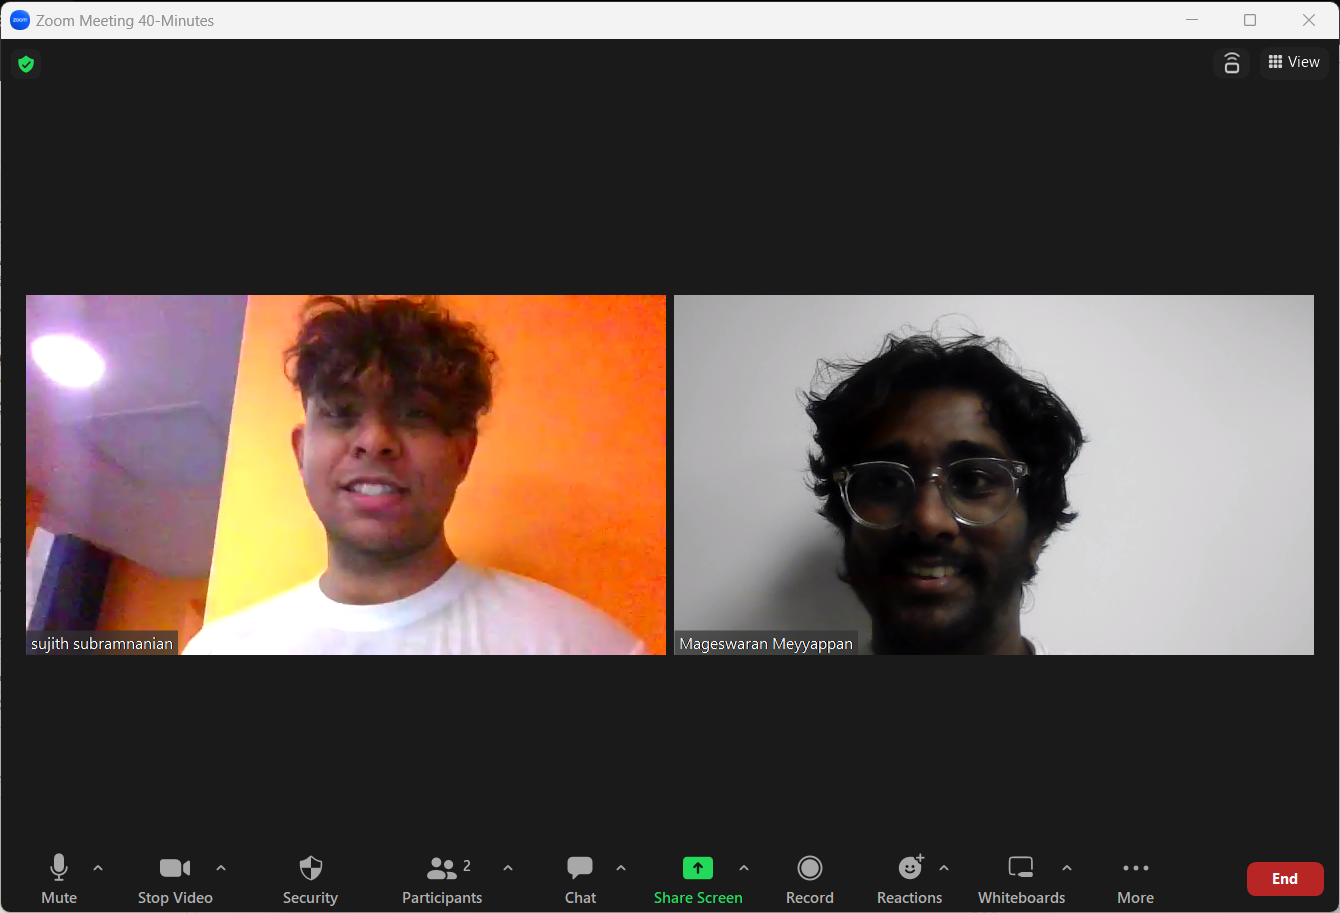 zoom
Zoom Meeting 40-Minutes
View
sujith subramnanian
Mageswaran Meyyappan
2
Mute
Stop Video
Security
Participants
Chat
Share Screen
Record
Reactions
Whiteboards
More
End